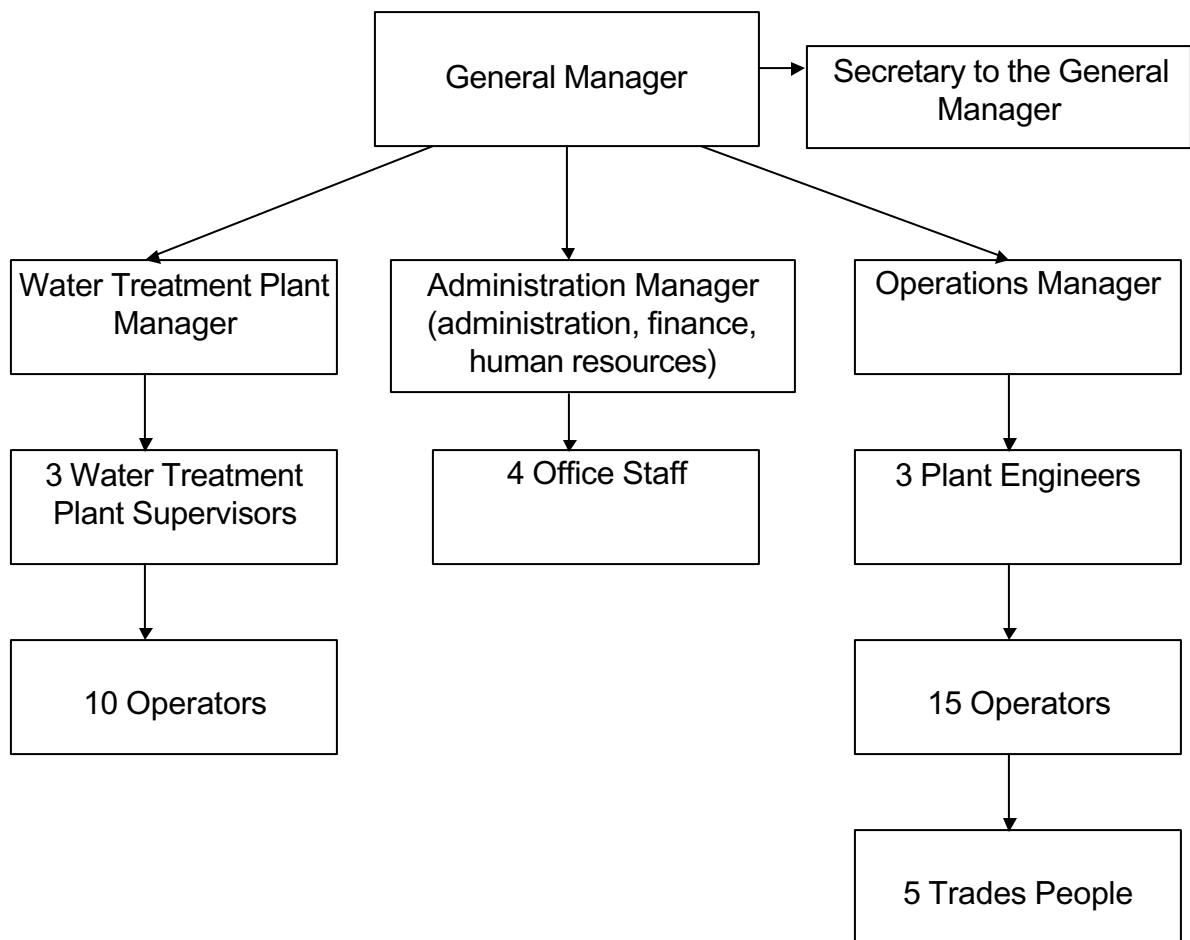 General Manager
Secretary to the General
Manager
Water Treatment Plant
Manager
Administration Manager
(administration, finance,
human resources)
Operations Manager
3 Water Treatment
Plant Supervisors
4 Office Staff
3 Plant Engineers
10 Operators
15 Operators
5 Trades People